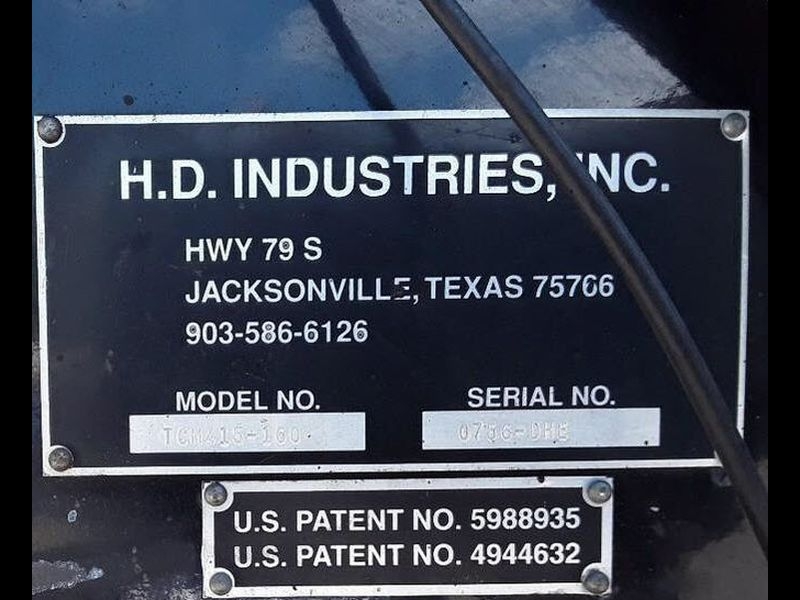 H.D. INDUSTRIES, INC.
HWY 79 S
JACKSONVILLE, TEXAS 75766
903-586-6126
MODEL NO.
SERIAL NO.
U.S. PATENT NO. 5988935
U.S. PATENT NO. 4944632